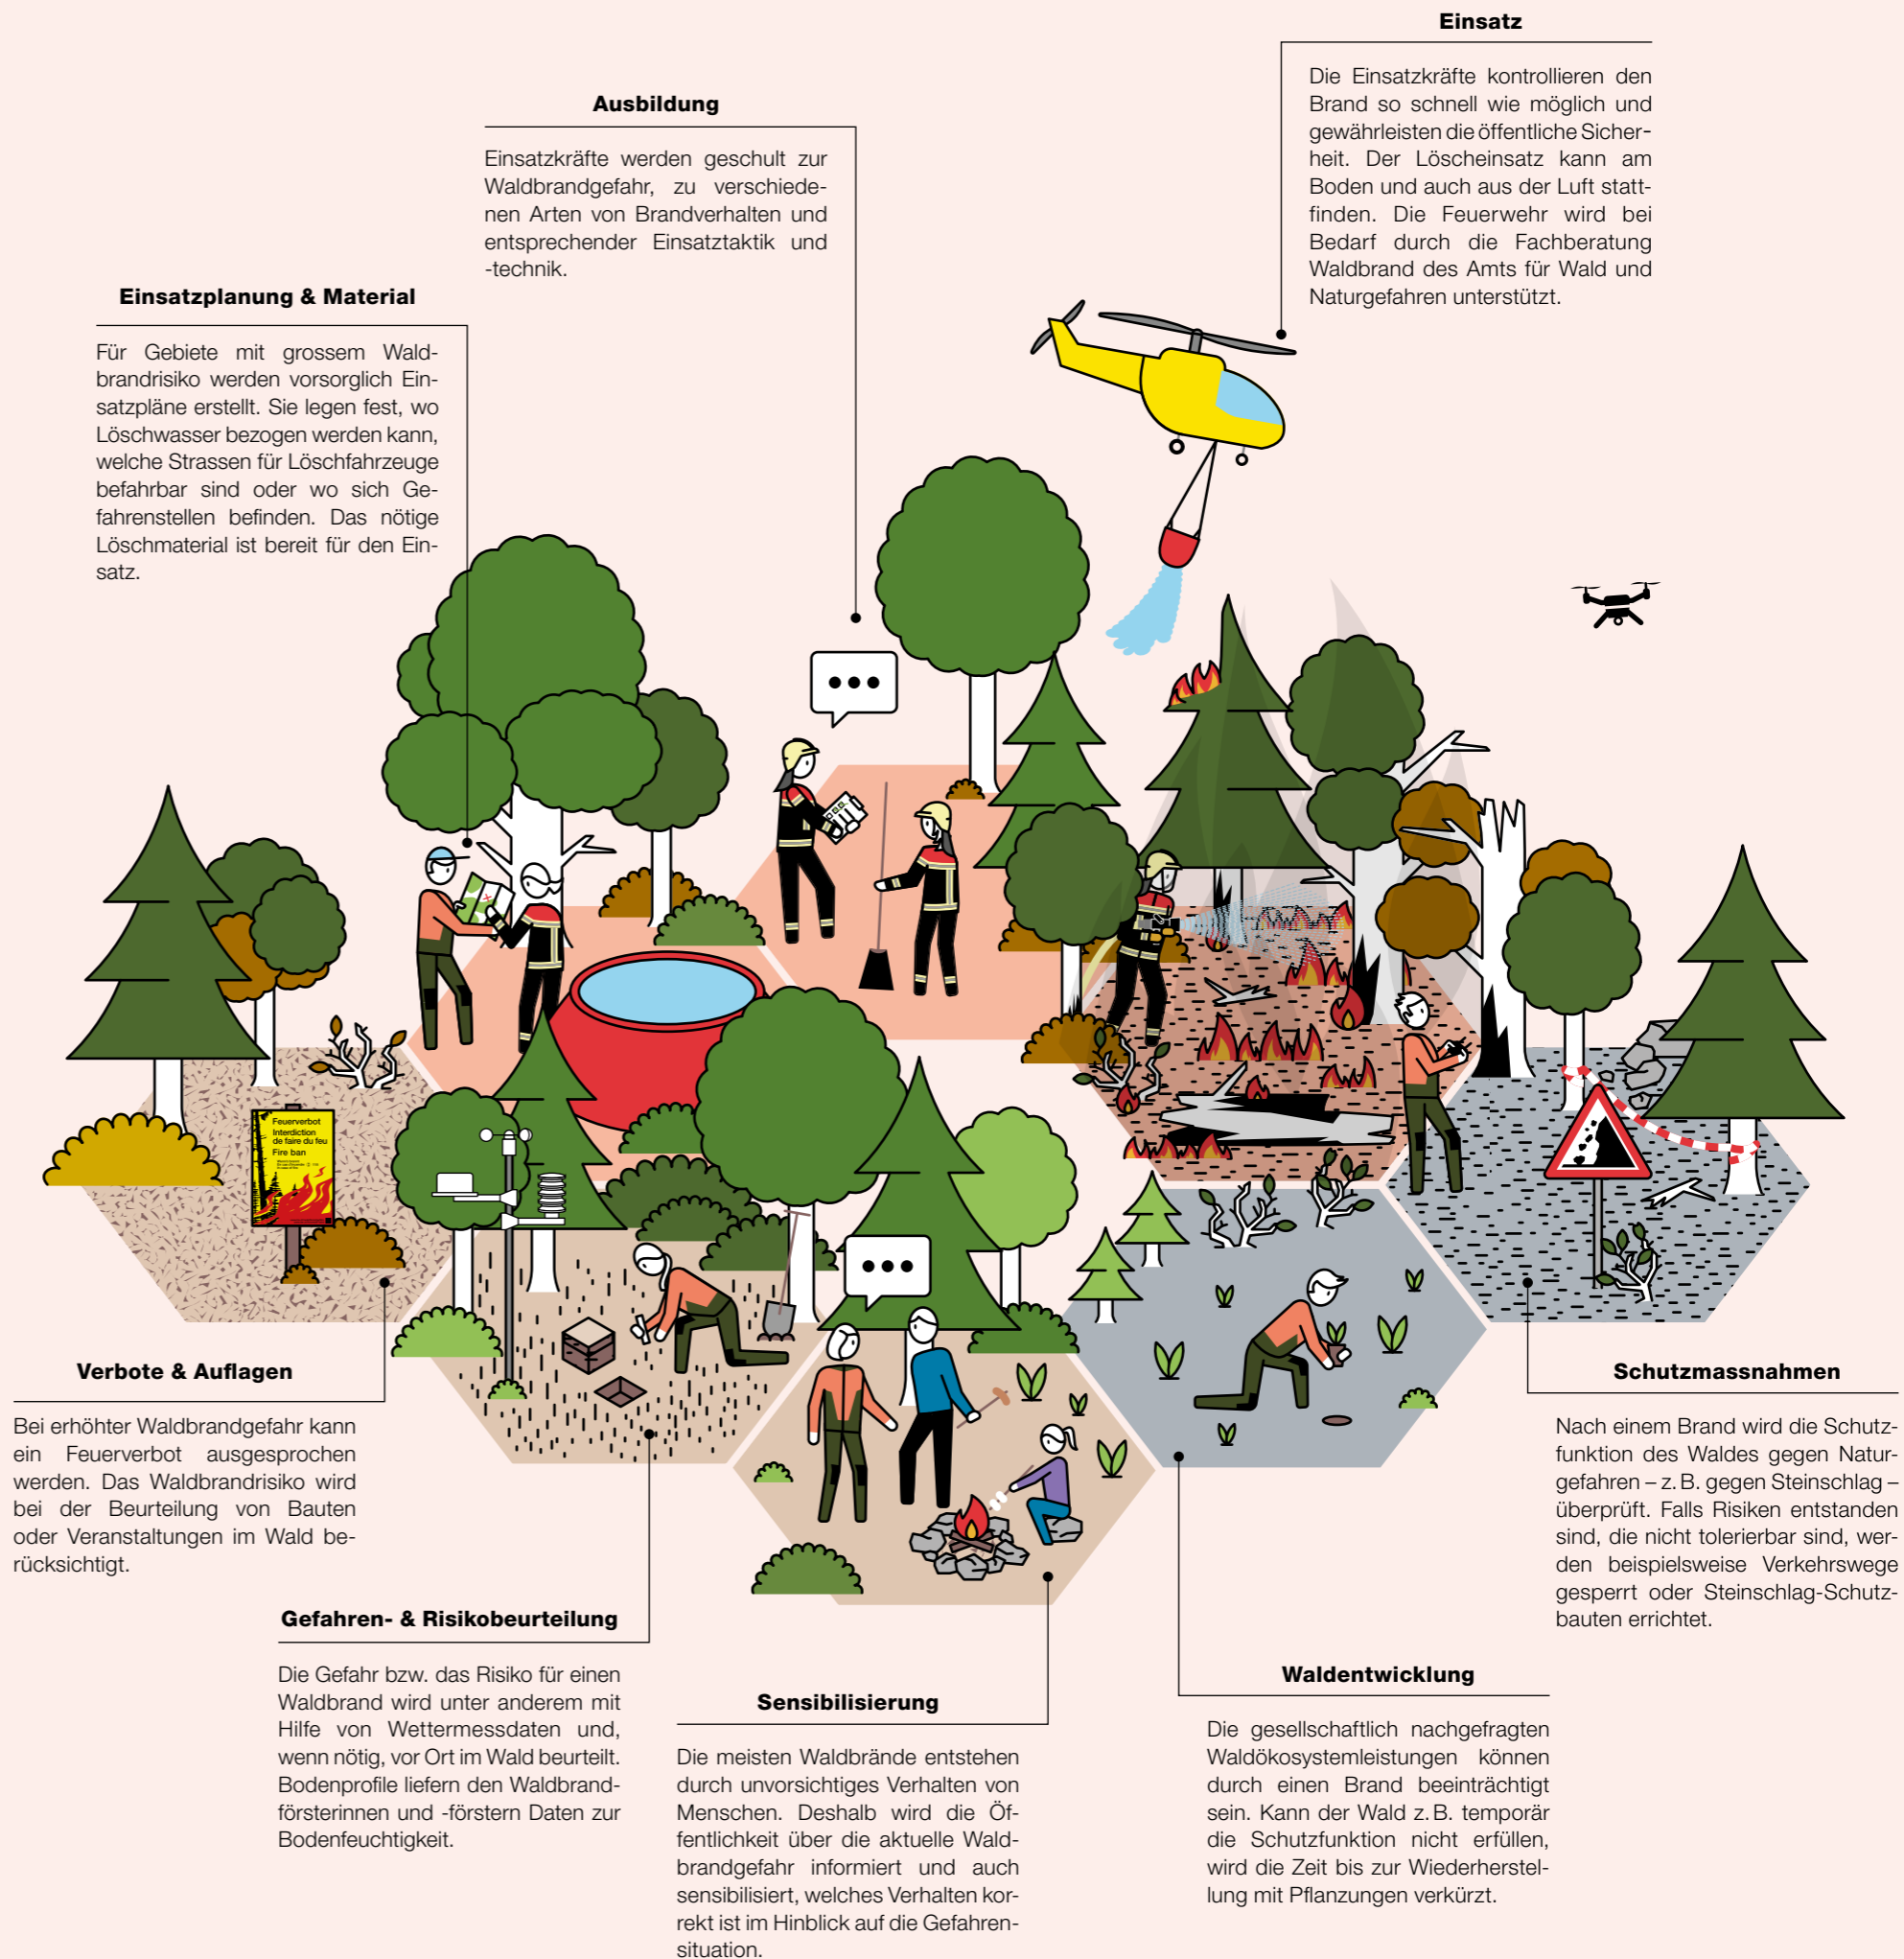 Einsatz
Die Einsatzkräfte kontrollieren den
Brand so schnell wie möglich und
gewährleisten die öffentliche Sicher-
heit. Der Löscheinsatz kann am
Boden und auch aus der Luft statt-
finden. Die Feuerwehr wird bei
Bedarf durch die Fachberatung
Waldbrand des Amts für Wald und
Naturgefahren unterstützt.
Ausbildung
Einsatzkräfte werden geschult zur
Waldbrandgefahr, zu verschiede-
nen Arten von Brandverhalten und
entsprechender Einsatztaktik und
-technik.
Einsatzplanung & Material
Für Gebiete mit grossem Wald-
brandrisiko werden vorsorglich Ein-
satzpläne erstellt. Sie legen fest, wo
Löschwasser bezogen werden kann,
welche Strassen für Löschfahrzeuge
befahrbar sind oder wo sich Ge-
fahrenstellen befinden. Das nötige
Löschmaterial ist bereit für den Ein-
satz.
Feuerverbot
Interdiction
de faire du feu
Fire ban
Verbote & Auflagen
Bei erhöhter Waldbrandgefahr kann
ein Feuerverbot ausgesprochen
werden. Das Waldbrandrisiko wird
bei der Beurteilung von Bauten
oder Veranstaltungen im Wald be-
rücksichtigt.
Gefahren- & Risikobeurteilung
Die Gefahr bzw. das Risiko für einen
Waldbrand wird unter anderem mit
Hilfe von Wettermessdaten und,
wenn nötig, vor Ort im Wald beurteilt.
Bodenprofile liefern den Waldbrand-
försterinnen und -förstern Daten zur
Bodenfeuchtigkeit.
Sensibilisierung
Die meisten Waldbrände entstehen
durch unvorsichtiges Verhalten von
Menschen. Deshalb wird die Öf-
fentlichkeit über die aktuelle Wald-
brandgefahr informiert und auch
sensibilisiert, welches Verhalten kor-
rekt ist im Hinblick auf die Gefahren-
situation.
Waldentwicklung
Die gesellschaftlich nachgefragten
Waldökosystemleistungen können
durch einen Brand beeinträchtigt
sein. Kann der Wald z. B. temporär
die Schutzfunktion nicht erfüllen,
wird die Zeit bis zur Wiederherstel-
lung mit Pflanzungen verkürzt.
Schutzmassnahmen
Nach einem Brand wird die Schutz-
funktion des Waldes gegen Natur-
gefahren – z. B. gegen Steinschlag –
überprüft. Falls Risiken entstanden
sind, die nicht tolerierbar sind, wer-
den beispielsweise Verkehrswege
gesperrt oder Steinschlag-Schutz-
bauten errichtet.